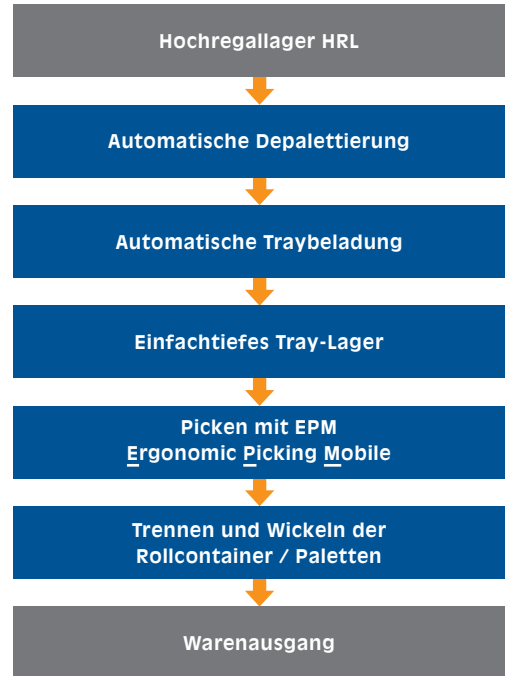 Hochregallager HRL
Automatische Depalettierung
Automatische Traybeladung
Einfachtiefes Tray-Lager
Picken mit EPM
Ergonomic Picking Mobile
Trennen und Wickeln der
Rollcontainer / Paletten
Warenausgang